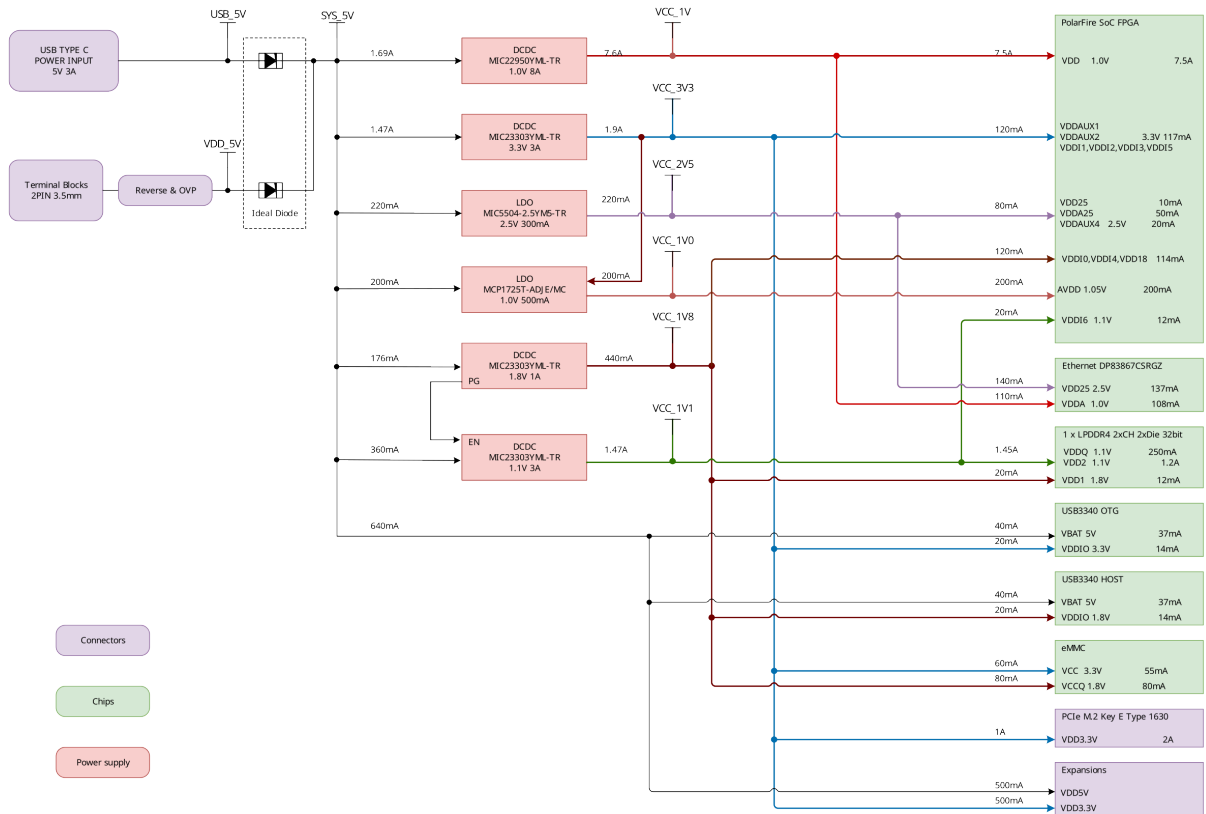 USB_5V
SYS_5V
VCC_1V
USB TYPE C
POWER INPUT
5V 3A
1.69A
DCDC
MIC22950YML-TR
1.0V 8A
7.6A
7.5A
PolarFire SoC FPGA
VDD 1.0V 7.5A
VCC_3V3
1.47A
DCDC
MIC23303YML-TR
3.3V 3A
1.9A
120mA
VDDAUX1
VDDAUX2 3.3V 117mA
VDDI1,VDDI2,VDDI3,VDDI5
VDD_5V
Terminal Blocks
2PIN 3.5mm
Reverse & OVP
Ideal Diode
VCC_2V5
220mA
LDO
MIC5504-2.5YM5-TR
2.5V 300mA
220mA
80mA
VDD25 10mA
VDDA25 50mA
VDDAUX4 2.5V 20mA
VCC_1V0
120mA
VDDI0,VDDI4,VDD18 114mA
200mA
LDO
MCP1725T-ADJE/MC
1.0V 500mA
200mA
200mA
AVDD 1.05V 200mA
VCC_1V8
20mA
VDDI6 1.1V 12mA
176mA
DCDC
MIC23303YML-TR
1.8V 1A
PG
440mA
Ethernet DP83867CSRGZ
140mA
VDD25 2.5V 137mA
110mA
VDDA 1.0V 108mA
VCC_1V1
360mA
EN
DCDC
MIC23303YML-TR
1.1V 3A
1.47A
1.45A
1 x LPDDR4 2xCH 2xDie 32bit
VDDQ 1.1V 250mA
VDD2 1.1V 1.2A
20mA
VDD1 1.8V 12mA
640mA
USB3340 OTG
40mA
VBAT 5V 37mA
20mA
VDDIO 3.3V 14mA
USB3340 HOST
40mA
VBAT 5V 37mA
20mA
VDDIO 1.8V 14mA
eMMC
60mA
VCC 3.3V 55mA
80mA
VCCQ 1.8V 80mA
PCIe M.2 Key E Type 1630
1A
VDD3.3V 2A
Expansions
500mA
VDD5V
500mA
VDD3.3V
Connectors
Chips
Power supply